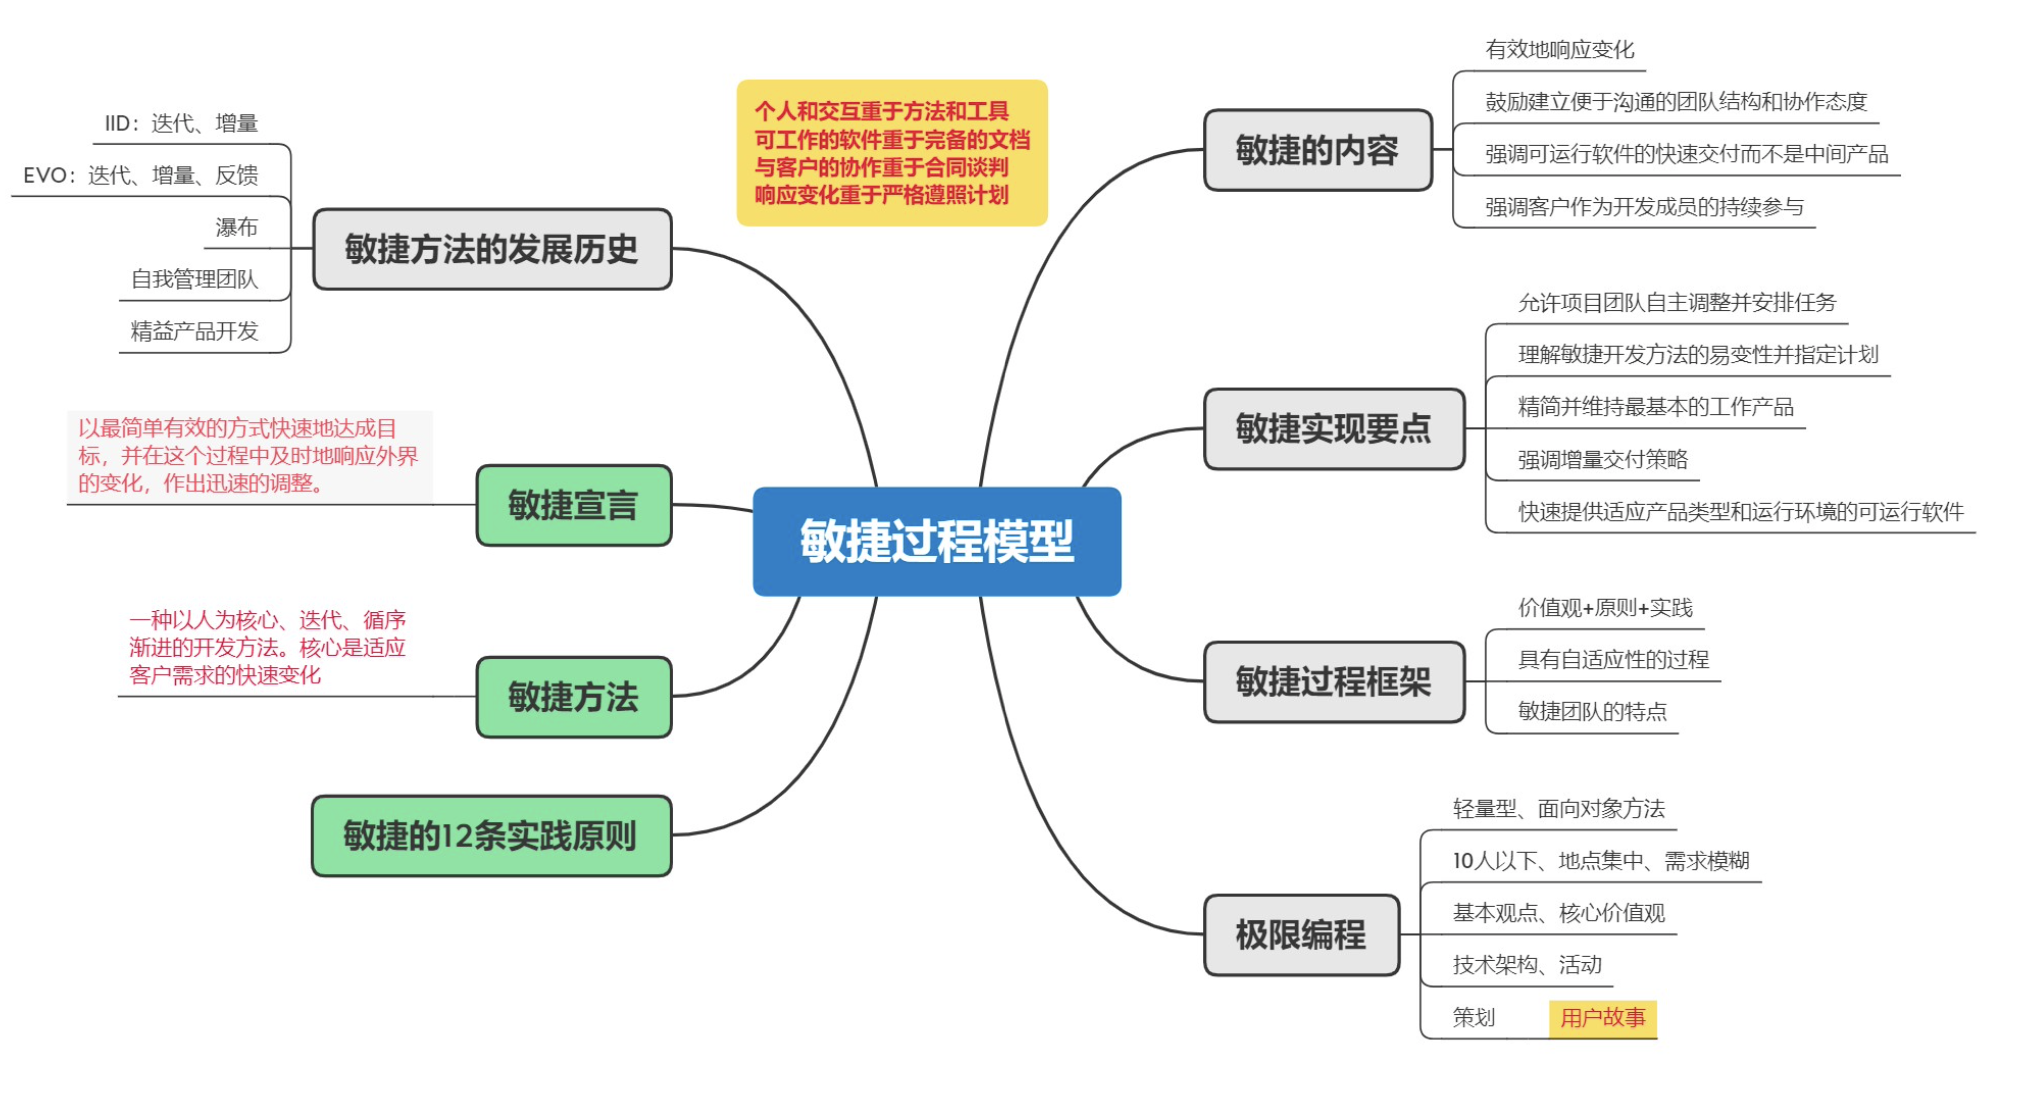 敏捷过程模型
个人和交互重于方法和工具
可工作的软件重于完备的文档
与客户的协作重于合同谈判
响应变化重于严格遵照计划
敏捷方法的发展历史
IID：迭代、增量
EVO：迭代、增量、反馈
瀑布
自我管理团队
精益产品开发
敏捷宣言
以最简单有效的方式快速地达成目
标，并在这个过程中及时地响应外界
的变化，作出迅速的调整。
敏捷方法
一种以人为核心、迭代、循序
渐进的开发方法。核心是适应
客户需求的快速变化
敏捷的12条实践原则
敏捷的内容
有效地响应变化
鼓励建立便于沟通的团队结构和协作态度
强调可运行软件的快速交付而不是中间产品
强调客户作为开发成员的持续参与
敏捷实现要点
允许项目团队自主调整并安排任务
理解敏捷开发方法的易变性并指定计划
精简并维持最基本的工作产品
强调增量交付策略
快速提供适应产品类型和运行环境的可运行软件
敏捷过程框架
价值观+原则+实践
具有自适应性的过程
敏捷团队的特点
极限编程
轻量型、面向对象方法
10人以下、地点集中、需求模糊
基本观点、核心价值观
技术架构、活动
策划
用户故事